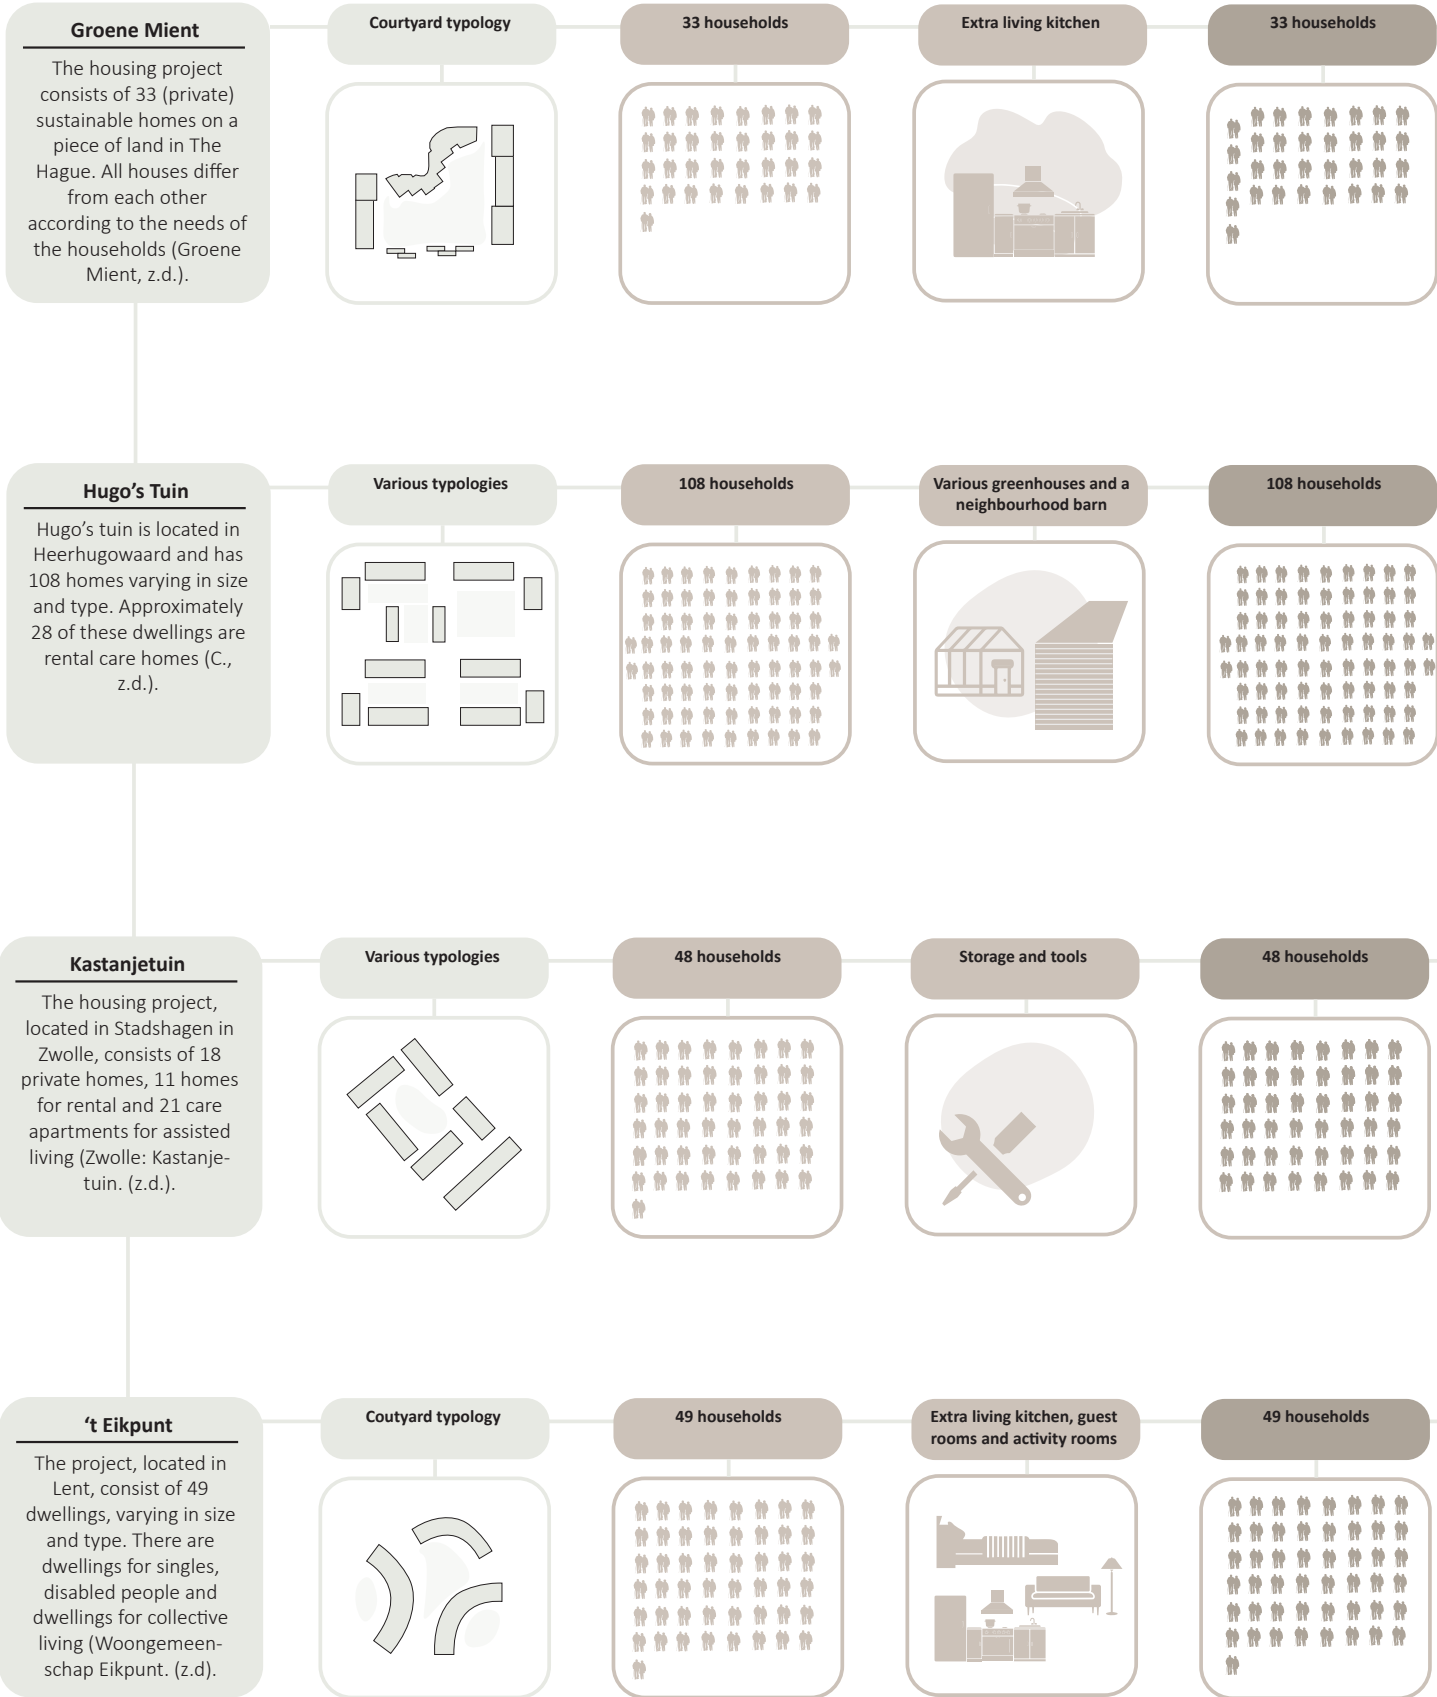 Groene Mient
The housing project
consists of 33 (private)
sustainable homes on a
piece of land in The
Hague. All houses differ
from each other
according to the needs of
the households (Groene
Mient, z.d.).
Courtyard typology
33 households
Extra living kitchen
33 households
Hugo’s Tuin
Hugo’s tuin is located in
Heerhugowaard and has
108 homes varying in size
and type. Approximately
28 of these dwellings are
rental care homes (C.,
z.d.).
Various typologies
108 households
Various greenhouses and a
neighbourhood barn
108 households
Kastanjetuin
The housing project,
located in Stadshagen in
Zwolle, consists of 18
private homes, 11 homes
for rental and 21 care
apartments for assisted
living (Zwolle: Kastanje-
tuin. (z.d.).
Various typologies
48 households
Storage and tools
48 households
‘t Eikpunt
The project, located in
Lent, consist of 49
dwellings, varying in size
and type. There are
dwellings for singles,
disabled people and
dwellings for collective
living (Woongemeen-
schap Eikpunt. (z.d).
Coutyard typology
49 households
Extra living kitchen, guest
rooms and activity rooms
49 households